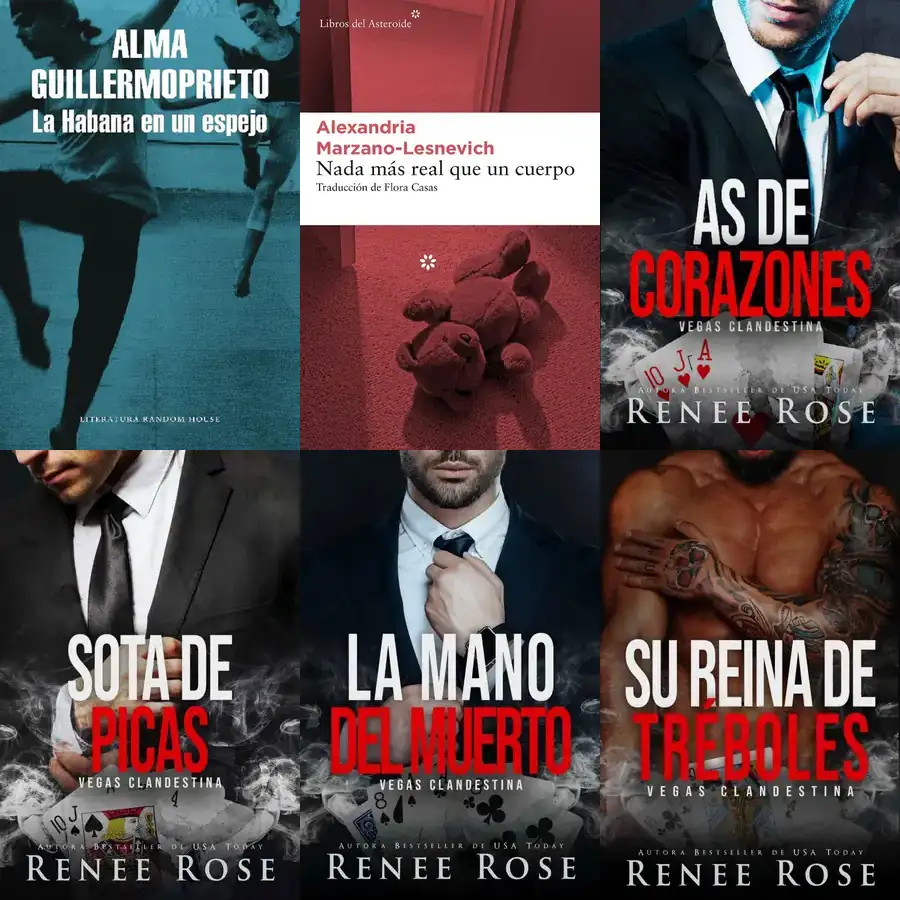 ALMA
GUILLERMOPRIETO
La Habana en un espejo
LITERATURA RANDOM HOUSE
Libros del Asteroide
Alexandria
Marzano-Lesnevich
Nada más real que un cuerpo
Traducción de Flora Casas
AS DE
CORAZONES
VEGAS CLANDESTINA
10 J A
AUTORA BESTSELLER DE USA TODAY
RENEE ROSE
SOTA DE
PICAS
VEGAS CLANDESTINA
10 J 4
AUTORA BESTSELLER DE USA TODAY
RENEE ROSE
LA MANO
DEL MUERTO
VEGAS CLANDESTINA
8
AUTORA BESTSELLER DE USA TODAY
RENEE ROSE
SU REINA DE
TRÉBOLES
VEGAS CLANDESTINA
AUTORA BESTSELLER DE USA TODAY
RENEE ROSE